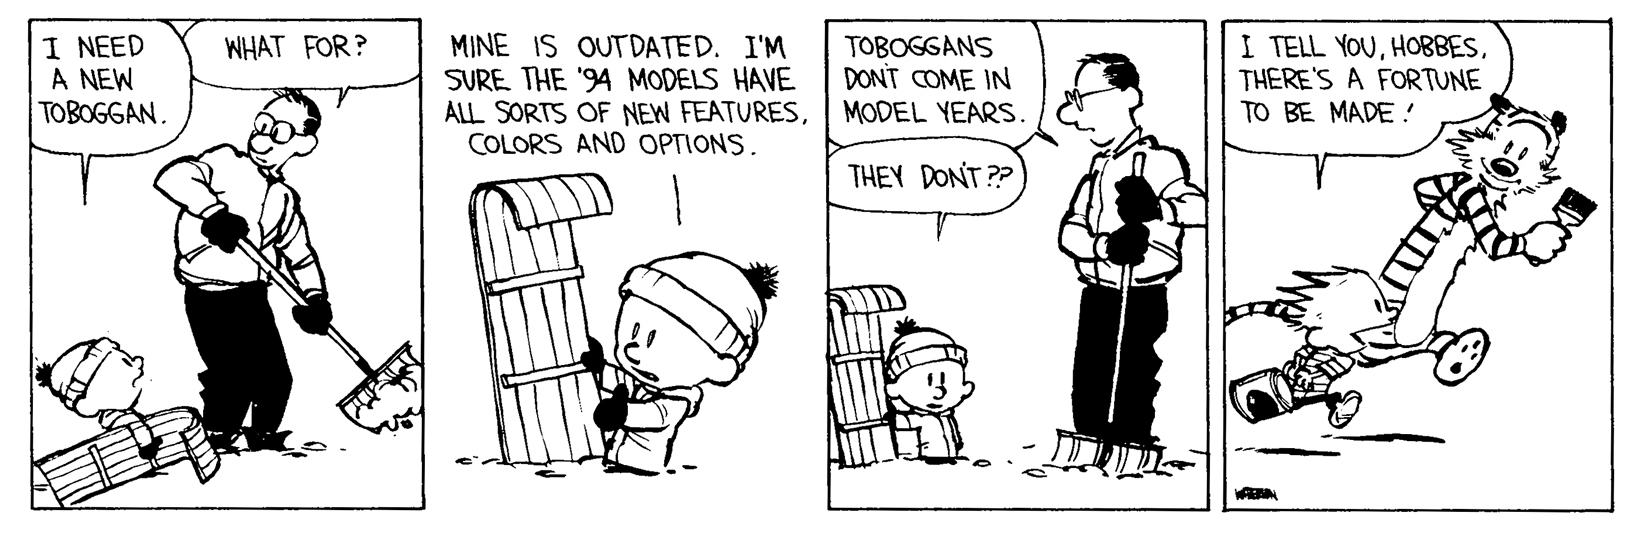 I NEED
A NEW
TOBOGGAN.
WHAT FOR?
MINE IS OUTDATED. I'M
SURE THE '94 MODELS HAVE
ALL SORTS OF NEW FEATURES,
COLORS AND OPTIONS.
TOBOGGANS
DON'T COME IN
MODEL YEARS.
THEY DON'T??
I TELL YOU, HOBBES,
THERE'S A FORTUNE
TO BE MADE!
WATTERSON